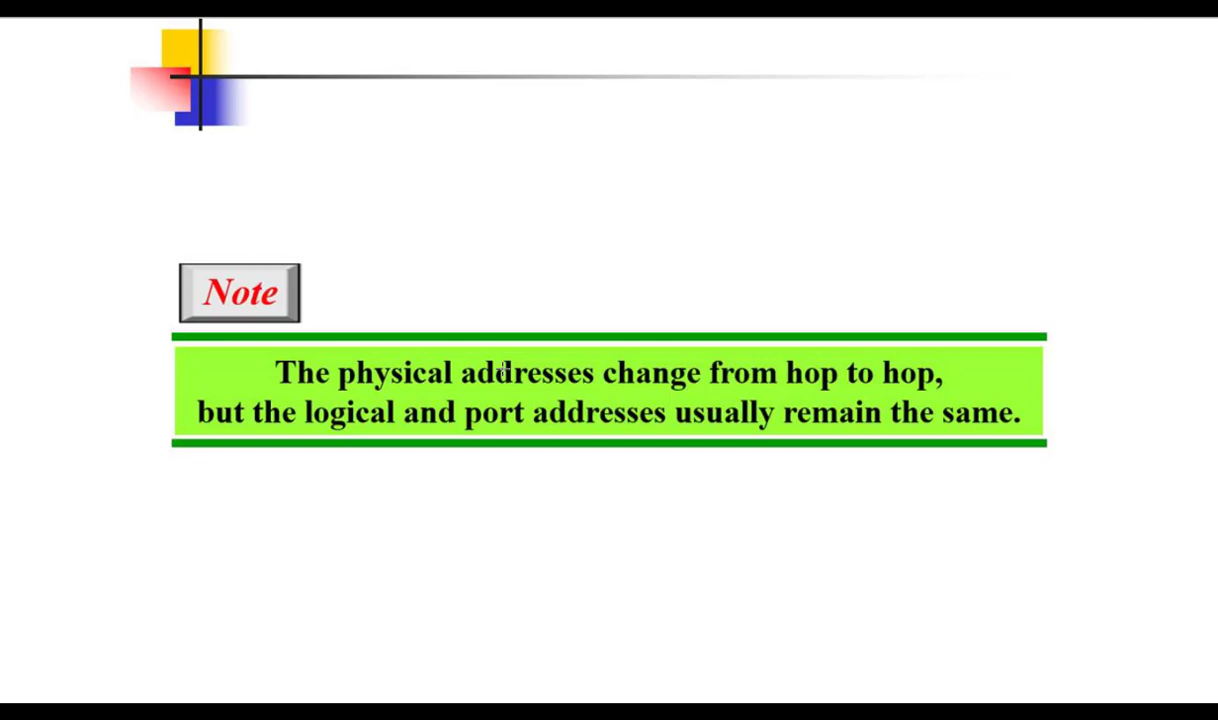 Note
The physical addresses change from hop to hop,
but the logical and port addresses usually remain the same.